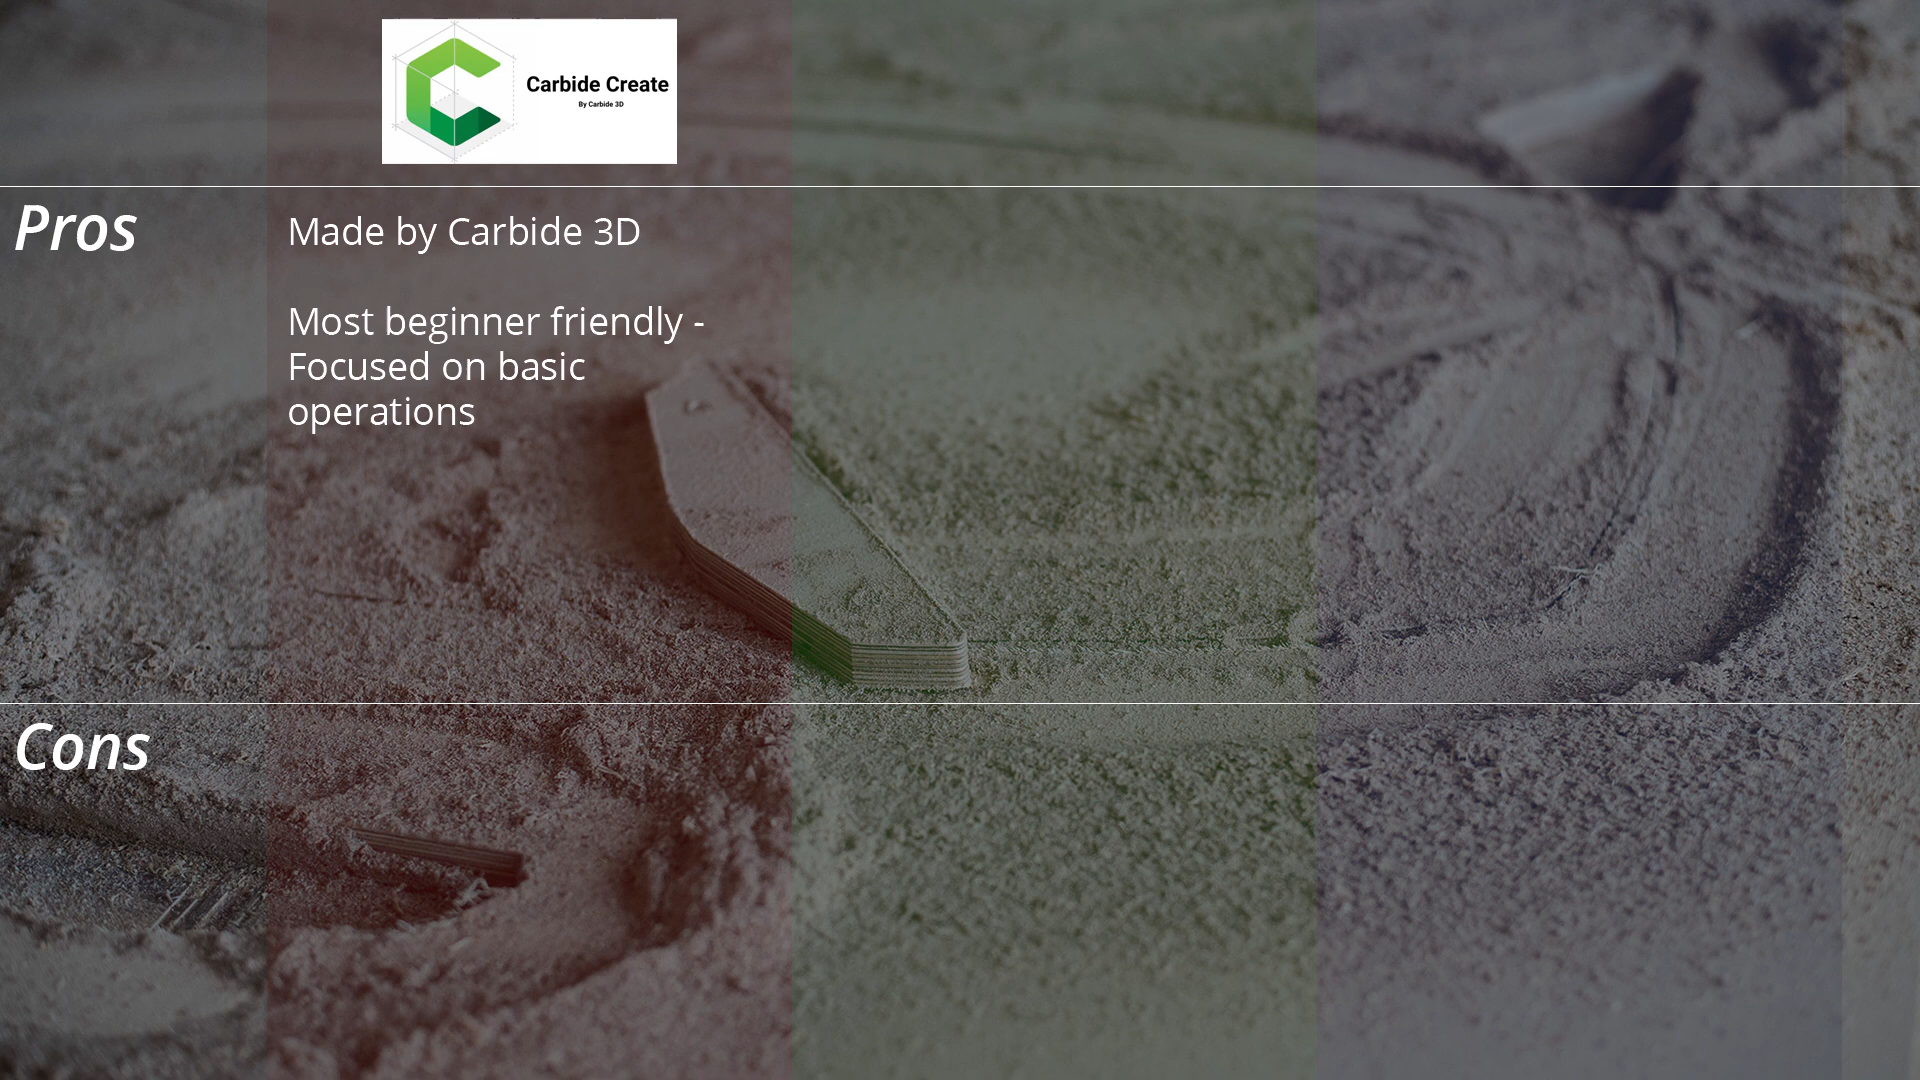 Carbide Create
By Carbide 3D
Pros
Made by Carbide 3D
Most beginner friendly -
Focused on basic
operations
Cons